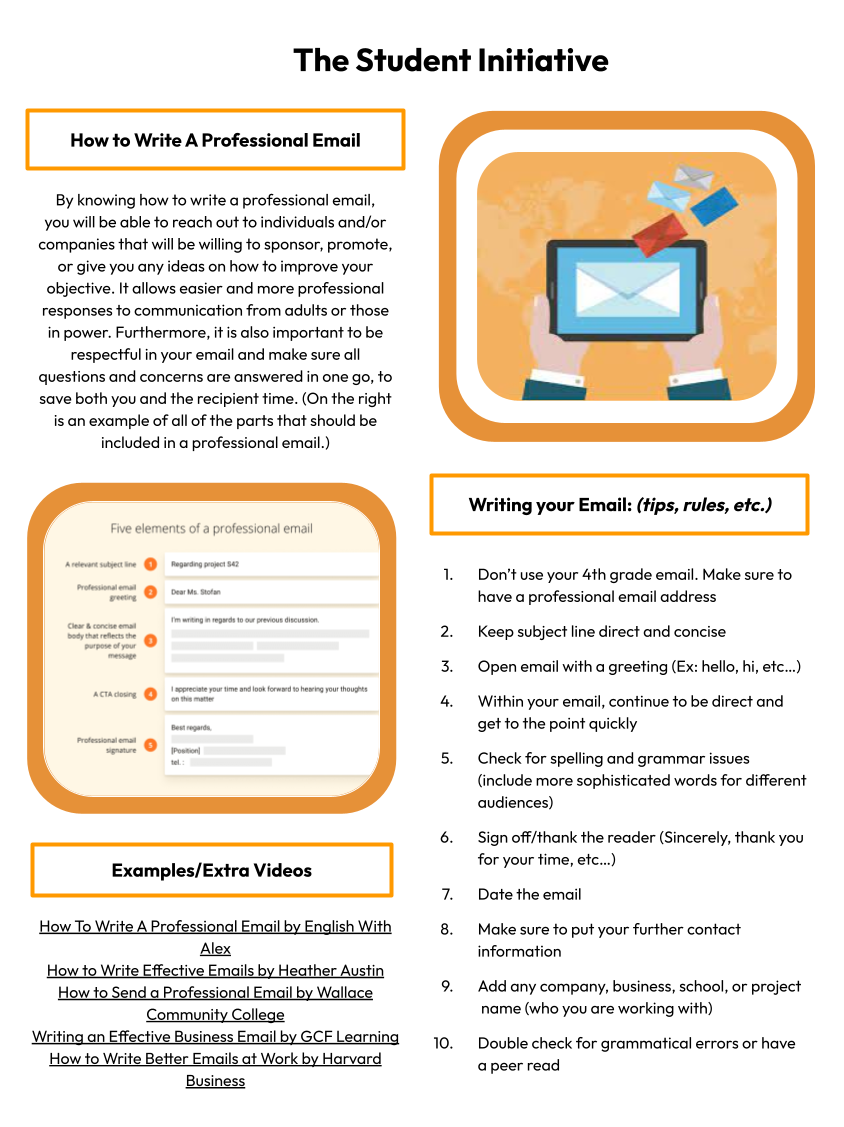 The Student Initiative
How to Write A Professional Email
By knowing how to write a professional email,
you will be able to reach out to individuals and/or
companies that will be willing to sponsor, promote,
or give you any ideas on how to improve your
objective. It allows easier and more professional
responses to communication from adults or those
in power. Furthermore, it is also important to be
respectful in your email and make sure all
questions and concerns are answered in one go, to
save both you and the recipient time. (On the right
is an example of all of the parts that should be
included in a professional email.)
Five elements of a professional email
A relevant subject line
1
Regarding project S42
Professional email
greeting
2
Dear Ms. Stofan
Clear & concise email
body that reflects the
purpose of your
message
3
I'm writing in regards to our previous discussion.
A CTA closing
4
I appreciate your time and look forward to hearing your thoughts
on this matter
Professional email
signature
5
Best regards,
[Position]
tel. :
Examples/Extra Videos
How To Write A Professional Email by English With
Alex
How to Write Effective Emails by Heather Austin
How to Send a Professional Email by Wallace
Community College
Writing an Effective Business Email by GCF Learning
How to Write Better Emails at Work by Harvard
Business
Writing your Email: (tips, rules, etc.)
1. Don't use your 4th grade email. Make sure to
have a professional email address
2. Keep subject line direct and concise
3. Open email with a greeting (Ex: hello, hi, etc...)
4. Within your email, continue to be direct and
get to the point quickly
5. Check for spelling and grammar issues
(include more sophisticated words for different
audiences)
6. Sign off/thank the reader (Sincerely, thank you
for your time, etc...)
7. Date the email
8. Make sure to put your further contact
information
9. Add any company, business, school, or project
name (who you are working with)
10. Double check for grammatical errors or have
a peer read